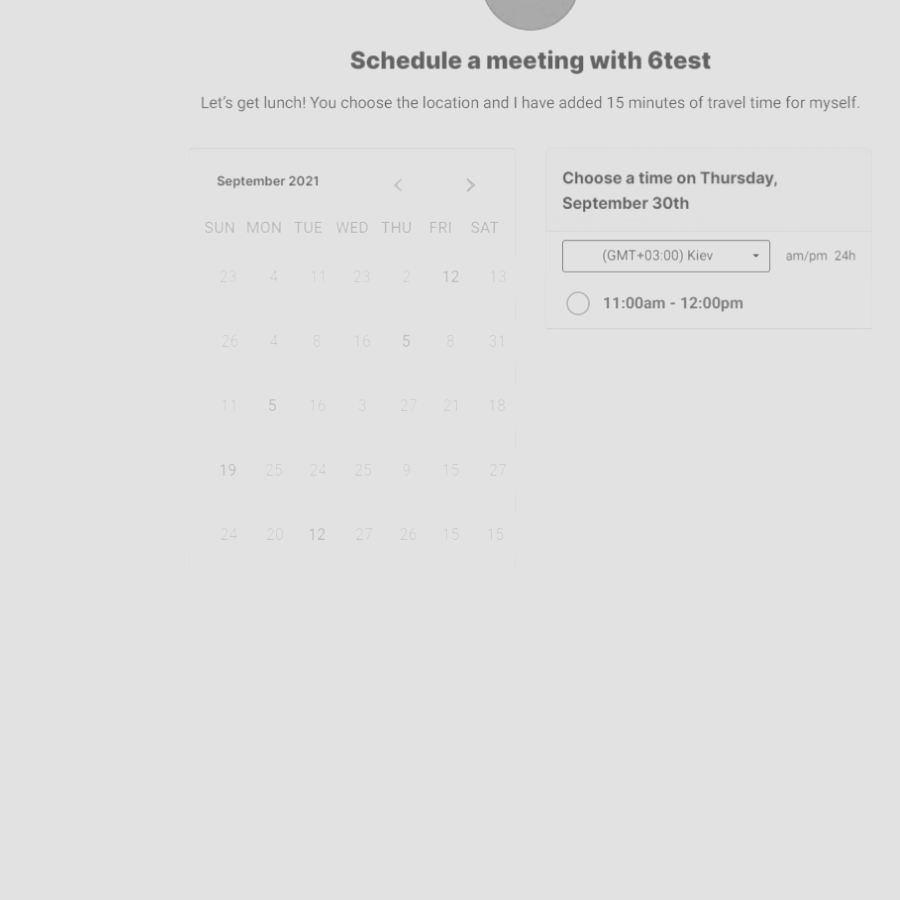 Schedule a meeting with 6test
Let's get lunch! You choose the location and I have added 15 minutes of travel time for myself.
September 2021
SUN MON TUE WED THU FRI SAT
23 4 11 23 2 12 13
26 4 8 16 5 8 31
11 5 16 3 27 21 18
19 25 24 25 9 15 27
24 20 12 27 26 15 15
Choose a time on Thursday,
September 30th
(GMT+03:00) Kiev am/pm 24h
11:00am - 12:00pm